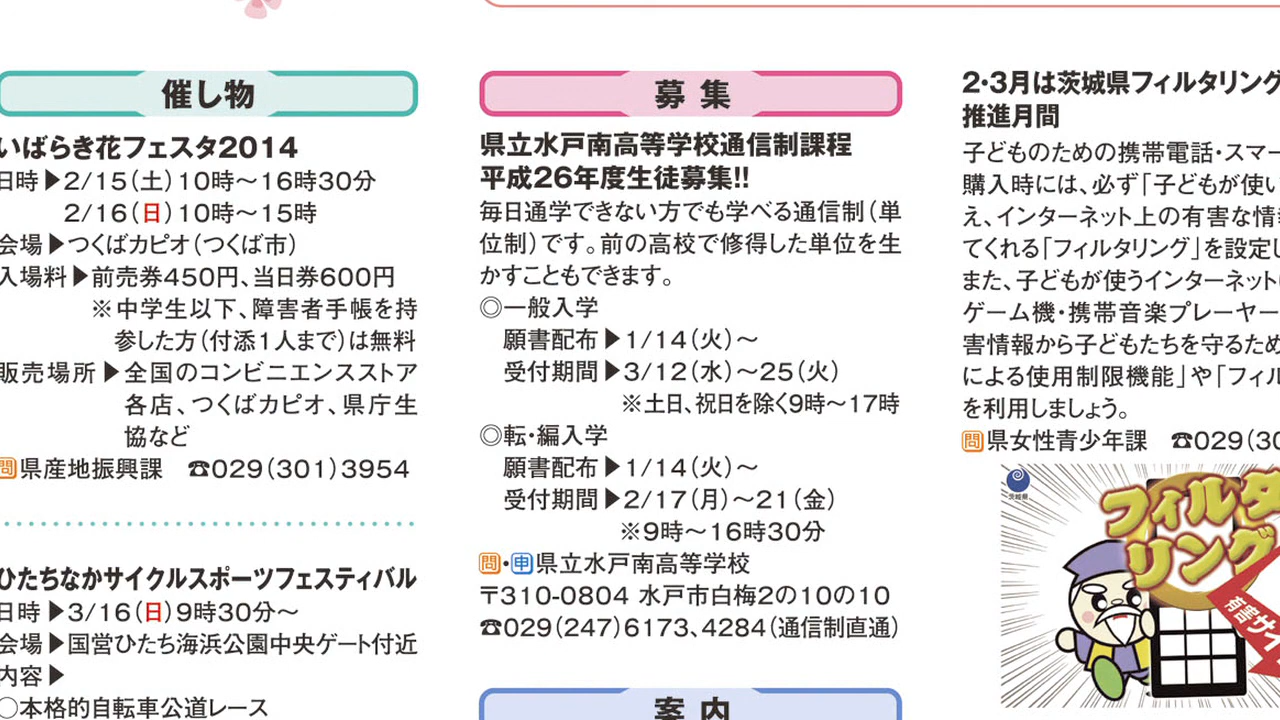 催し物
いばらき花フェスタ2014
日時▶2/15(土)10時～16時30分
2/16(日)10時～15時
会場▶つくばカピオ(つくば市)
入場料▶前売券450円、当日券600円
※中学生以下、障害者手帳を持
参した方(付添1人まで)は無料
販売場所▶全国のコンビニエンスストア
各店、つくばカピオ、県庁生
協など
問県産地振興課 ☎029(301)3954
ひたちなかサイクルスポーツフェスティバル
日時▶3/16(日)9時30分～
会場▶国営ひたち海浜公園中央ゲート付近
内容▶
○本格的自転車公道レース
募集
県立水戸南高等学校通信制課程
平成26年度生徒募集!!
毎日通学できない方でも学べる通信制(単
位制)です。前の高校で修得した単位を生
かすこともできます。
◎一般入学
願書配布▶1/14(火)～
受付期間▶3/12(水)～25(火)
※土日、祝日を除く9時～17時
◎転・編入学
願書配布▶1/14(火)～
受付期間▶2/17(月)～21(金)
※9時～16時30分
問・申県立水戸南高等学校
〒310-0804 水戸市白梅2の10の10
☎029(247)6173、4284(通信制直通)
案内
2・3月は茨城県フィルタリング
推進月間
子どものための携帯電話・スマー
購入時には、必ず「子どもが使い
え、インターネット上の有害な情報
てくれる「フィルタリング」を設定し
また、子どもが使うインターネット
ゲーム機・携帯音楽プレーヤー
害情報から子どもたちを守るため
による使用制限機能」や「フィル
を利用しましょう。
問県女性青少年課 ☎029(30
茨城県
フィルタ
リング
有害サイ